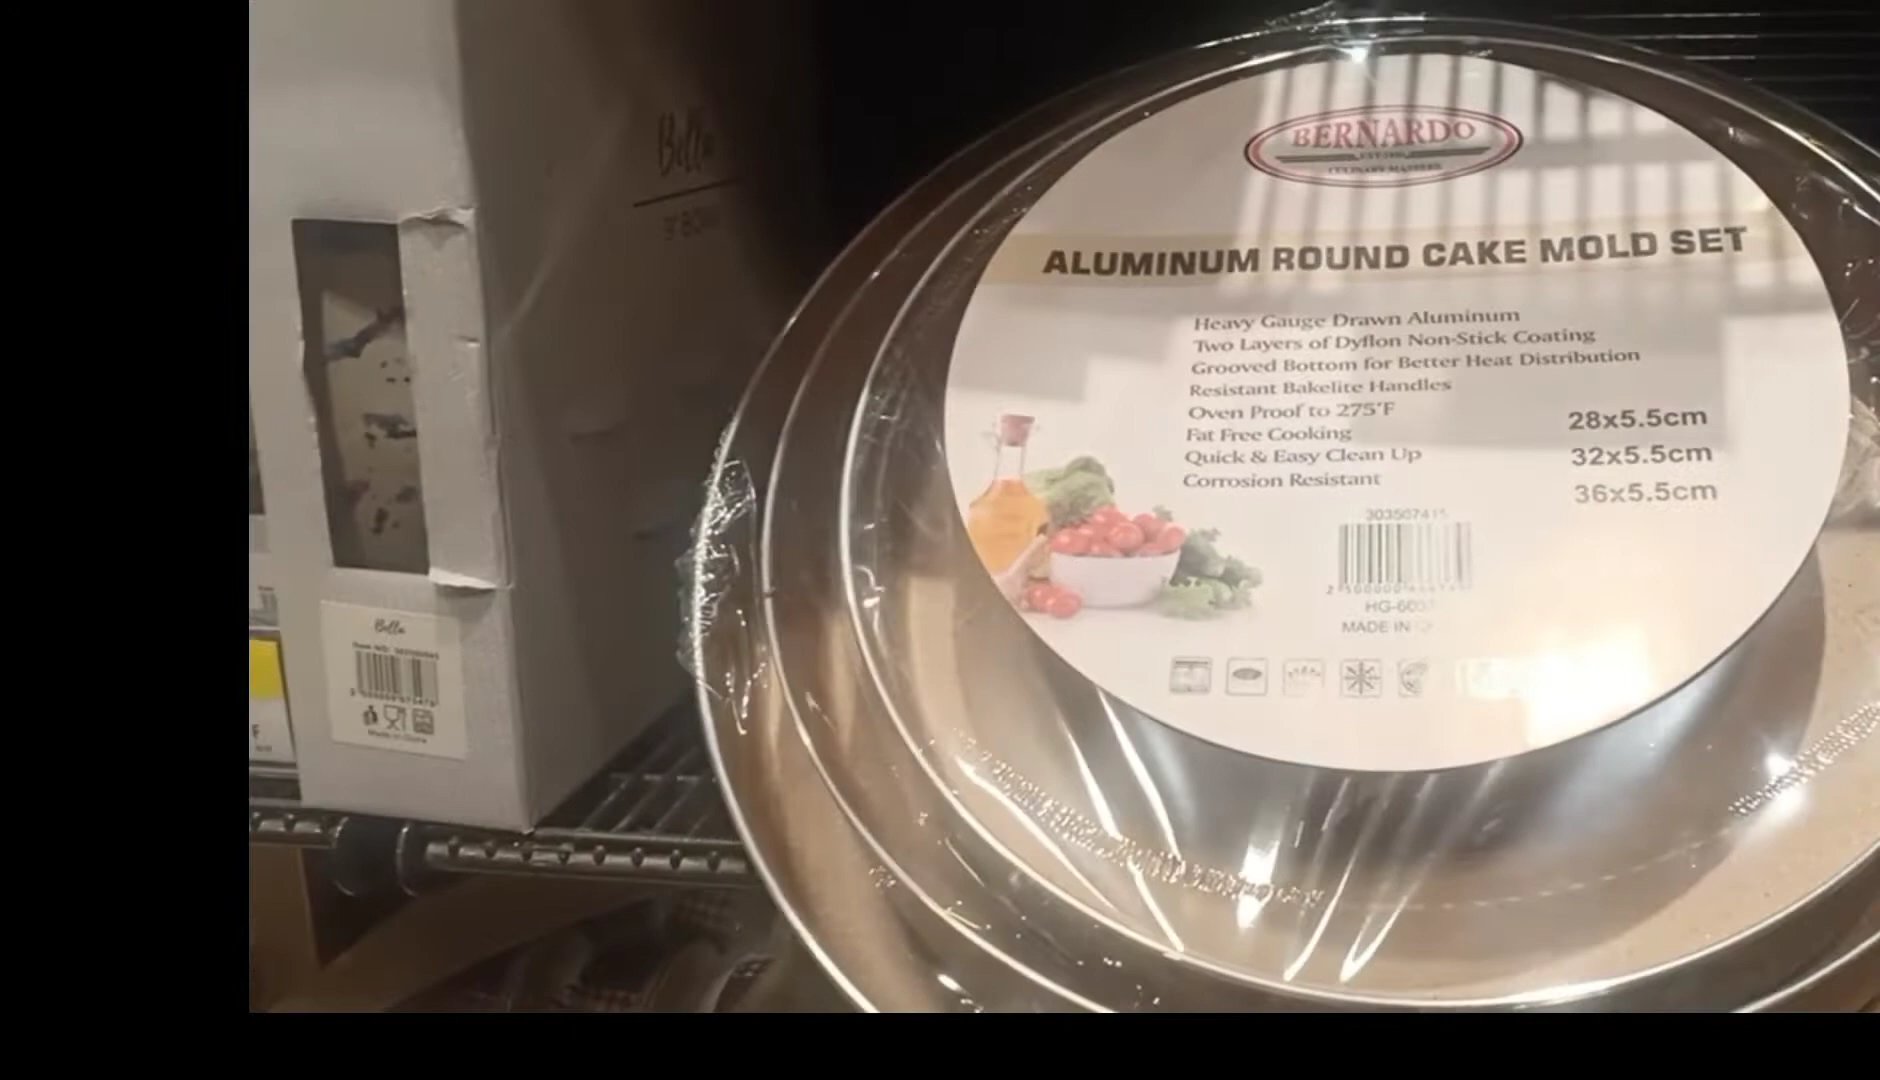 Bella
BERNARDO
CULINARY MASTERS
ALUMINUM ROUND CAKE MOLD SET
Heavy Gauge Drawn Aluminum
Two Layers of Dyflon Non-Stick Coating
Grooved Bottom for Better Heat Distribution
Resistant Bakelite Handles
Oven Proof to 275°F
Fat Free Cooking
Quick & Easy Clean Up
Corrosion Resistant
28x5.5cm
32x5.5cm
36x5.5cm
303507415
MADE IN
Bella
Made in China